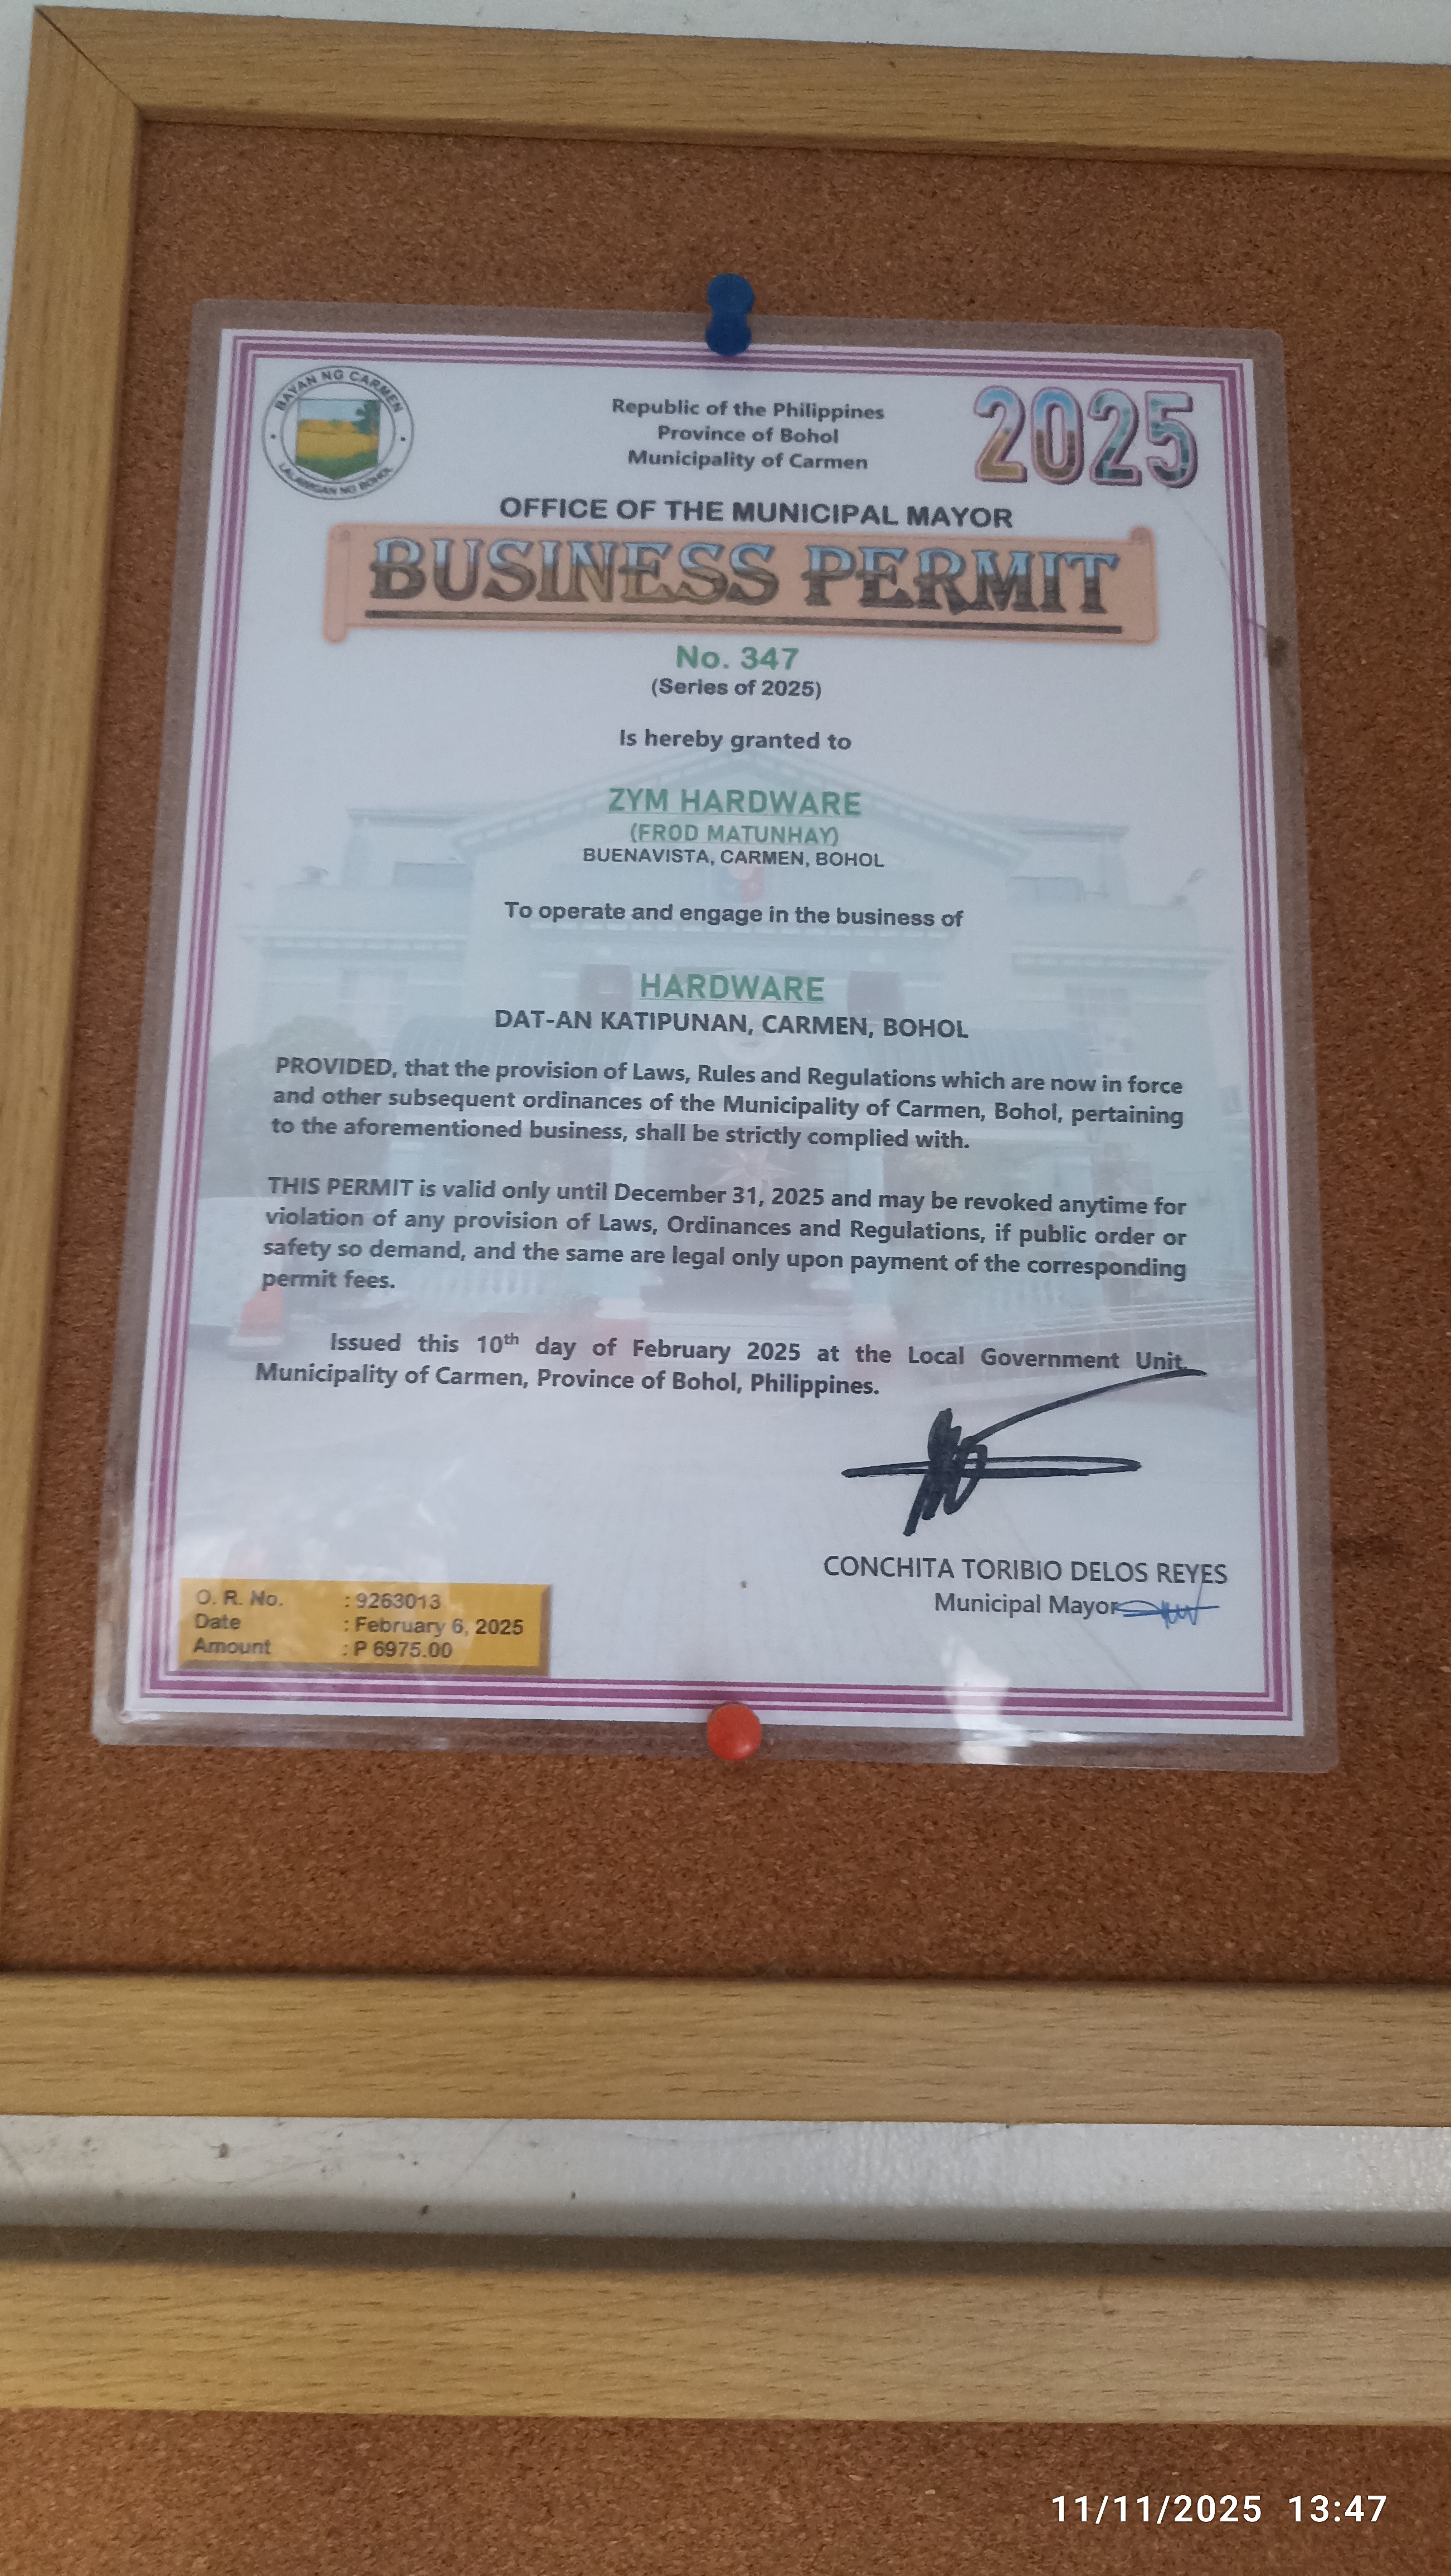 BAYAN NG CARMEN
LALAWIGAN NG BOHOL
Republic of the Philippines
Province of Bohol
Municipality of Carmen
2025
OFFICE OF THE MUNICIPAL MAYOR
BUSINESS PERMIT
No. 347
(Series of 2025)
Is hereby granted to
ZYM HARDWARE
(FROD MATUNHAY)
BUENAVISTA, CARMEN, BOHOL
To operate and engage in the business of
HARDWARE
DAT-AN KATIPUNAN, CARMEN, BOHOL
PROVIDED, that the provision of Laws, Rules and Regulations which are now in force
and other subsequent ordinances of the Municipality of Carmen, Bohol, pertaining
to the aforementioned business, shall be strictly complied with.
THIS PERMIT is valid only until December 31, 2025 and may be revoked anytime for
violation of any provision of Laws, Ordinances and Regulations, if public order or
safety so demand, and the same are legal only upon payment of the corresponding
permit fees.
Issued this 10th day of February 2025 at the Local Government Unit,
Municipality of Carmen, Province of Bohol, Philippines.
CONCHITA TORIBIO DELOS REYES
Municipal Mayor
O. R. No. : 9263013
Date : February 6, 2025
Amount : P 6975.00
11/11/2025 13:47